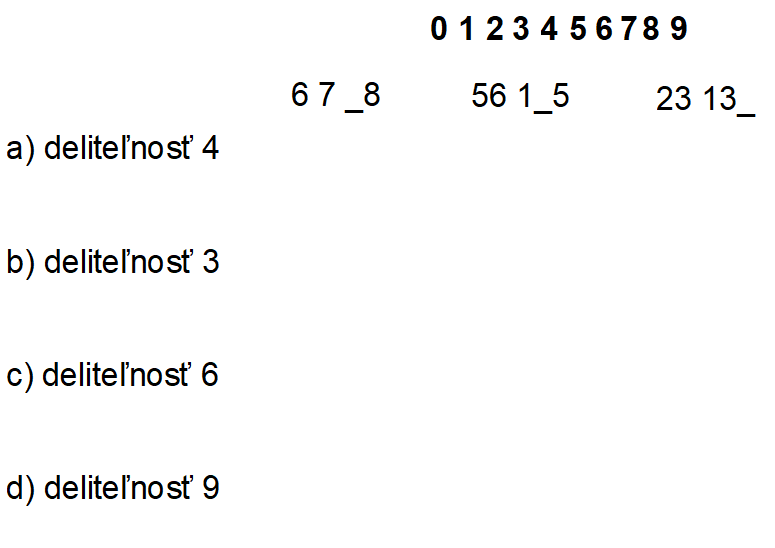 0 1 2 3 4 5 6 7 8 9
6 7 _8 56 1_5 23 13_
a) deliteľnosť 4
b) deliteľnosť 3
c) deliteľnosť 6
d) deliteľnosť 9